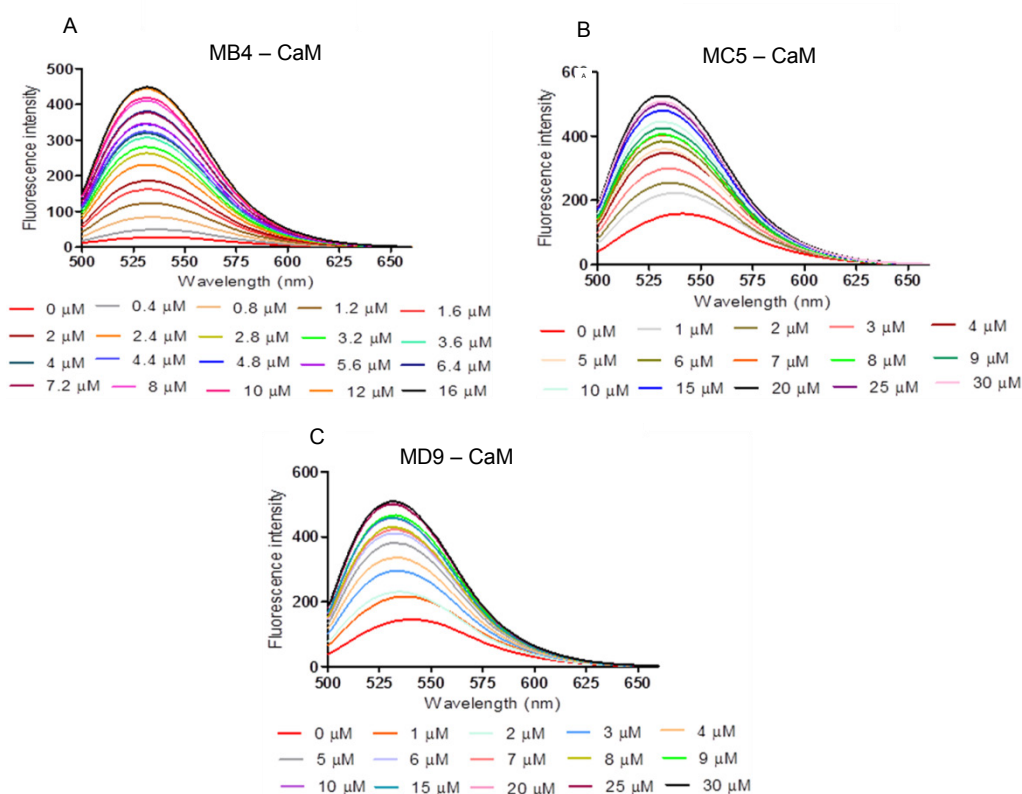 A
MB4 – CaM
Fluorescence intensity
500
400
300
200
100
0
500 525 550 575 600 625 650
Wavelength (nm)
0 µM 0.4 µM 0.8 µM 1.2 µM 1.6 µM
2 µM 2.4 µM 2.8 µM 3.2 µM 3.6 µM
4 µM 4.4 µM 4.8 µM 5.6 µM 6.4 µM
7.2 µM 8 µM 10 µM 12 µM 16 µM
B
MC5 – CaM
A
Fluorescence intensity
400
200
0
500 525 550 575 600 625 650
Wavelength (nm)
0 µM 1 µM 2 µM 3 µM 4 µM
5 µM 6 µM 7 µM 8 µM 9 µM
10 µM 15 µM 20 µM 25 µM 30 µM
C
MD9 – CaM
Fluorescence intensity
600
400
200
0
500 525 550 575 600 625 650
Wavelength (nm)
0 µM 1 µM 2 µM 3 µM 4 µM
5 µM 6 µM 7 µM 8 µM 9 µM
10 µM 15 µM 20 µM 25 µM 30 µM